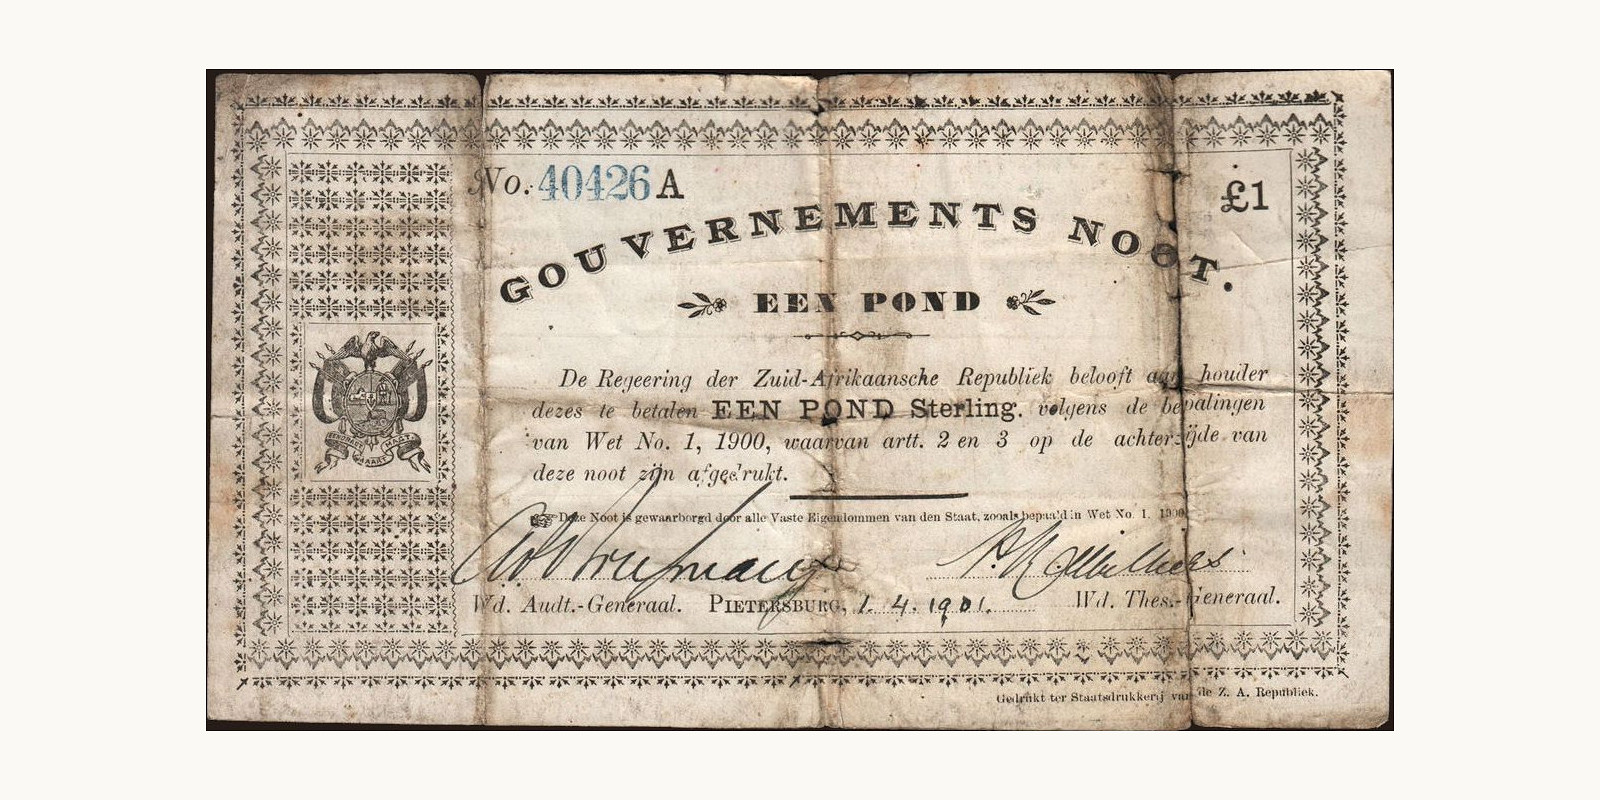 No. 40426 A
£1
GOUVERNEMENTS NOOT.
EEN POND
De Regeering der Zuid-Afrikaansche Republiek belooft aan houder
dezes te betalen EEN POND Sterling. volgens de bepalingen
van Wet No. 1, 1900, waarvan artt. 2 en 3 op de achterzijde van
deze noot zijn afgedrukt.
Deze Noot is gewaarborgd door alle Vaste Eigendommen van den Staat, zooals bepaald in Wet No. 1. 1900
Wd. Audt.-Generaal. PIETERSBURG, 1. 4. 1901. Wd. Thes.-Generaal.
EENDRAGT MAAKT MAGT
Gedrukt ter Staatsdrukkerij van de Z. A. Republiek.